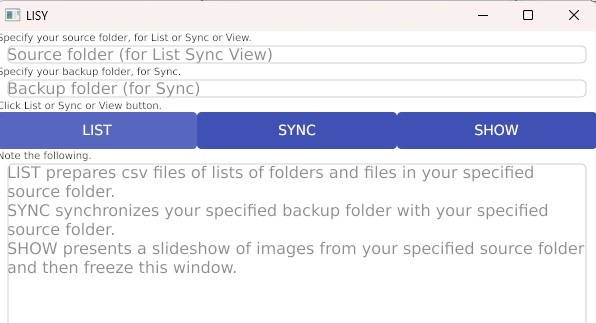 LISY
Specify your source folder, for List or Sync or View.
Source folder (for List Sync View)
Specify your backup folder, for Sync.
Backup folder (for Sync)
Click List or Sync or View button.
LIST SYNC SHOW
Note the following.
LIST prepares csv files of lists of folders and files in your specified
source folder.
SYNC synchronizes your specified backup folder with your specified
source folder.
SHOW presents a slideshow of images from your specified source folder
and then freeze this window.